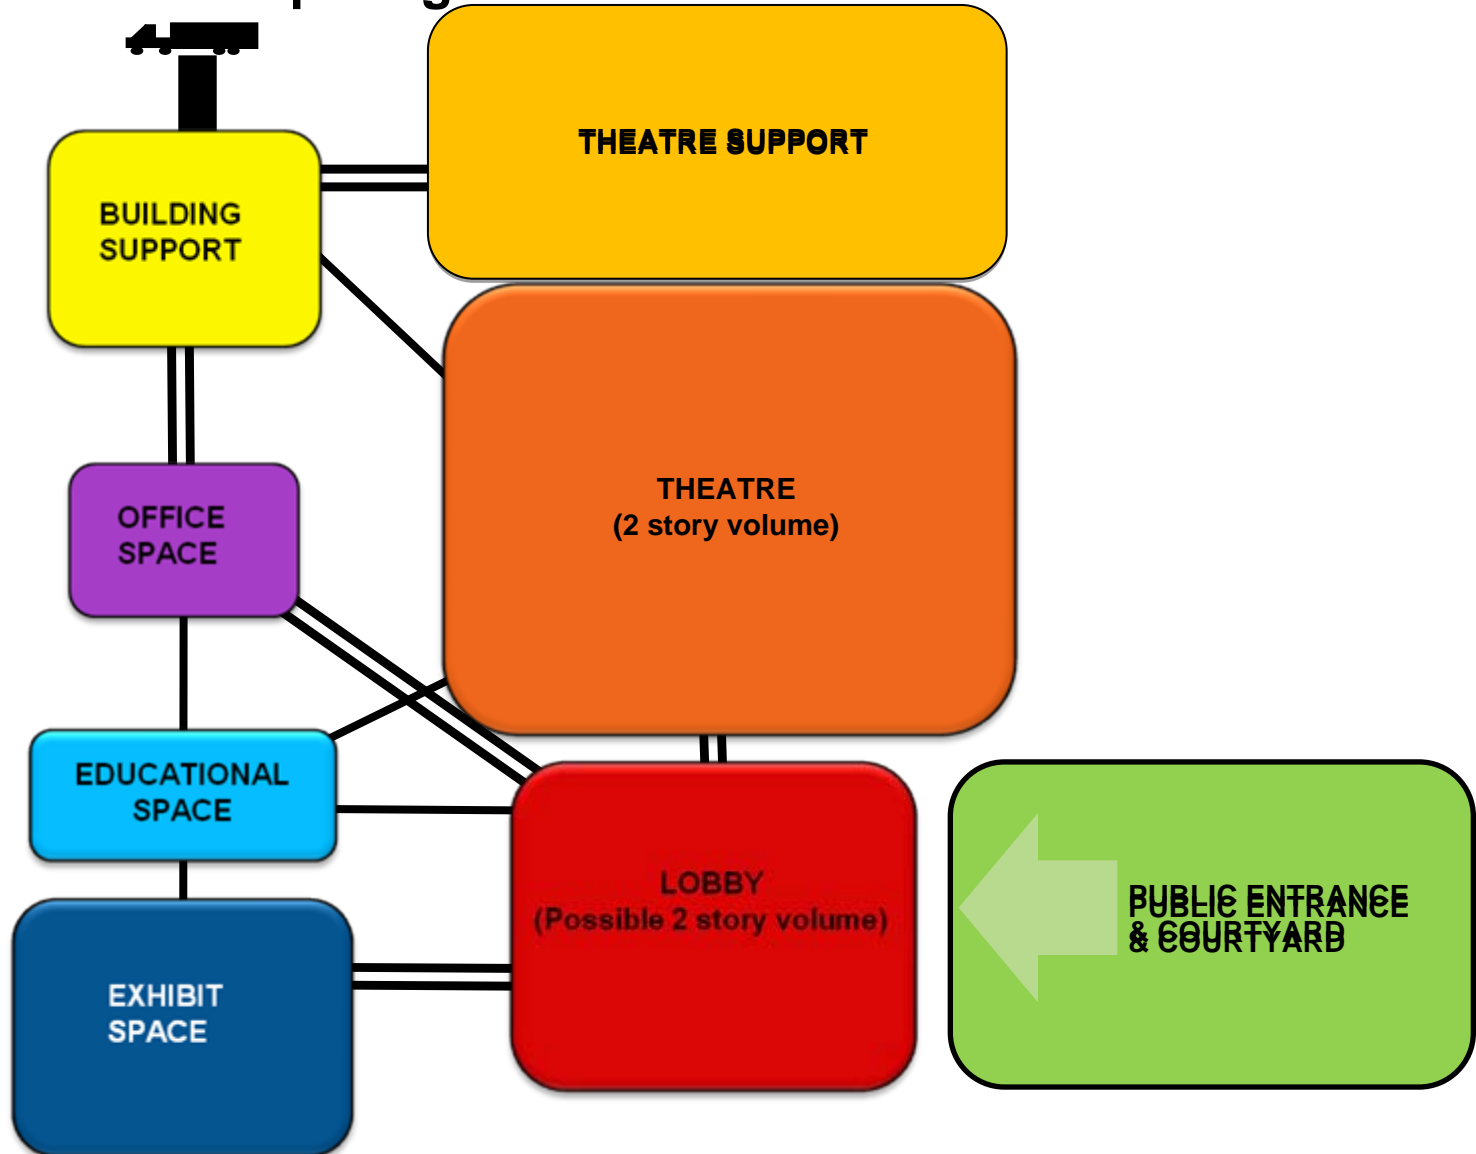 THEATRE SUPPORT
BUILDING
SUPPORT
THEATRE
(2 story volume)
OFFICE
SPACE
EDUCATIONAL
SPACE
LOBBY
(Possible 2 story volume)
PUBLIC ENTRANCE
& COURTYARD
EXHIBIT
SPACE